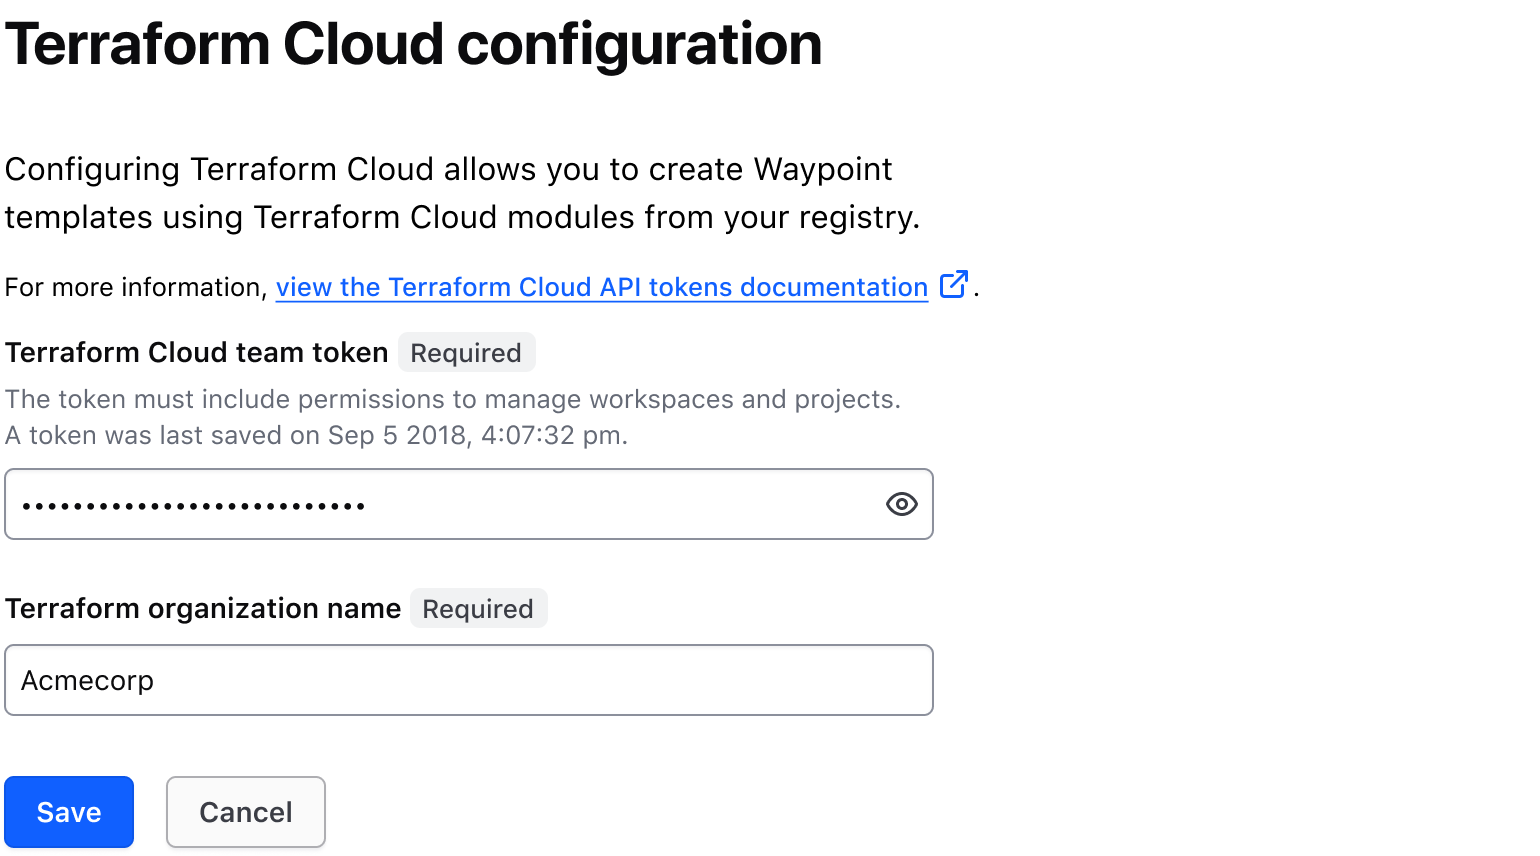 Terraform Cloud configuration
Configuring Terraform Cloud allows you to create Waypoint
templates using Terraform Cloud modules from your registry.
For more information, view the Terraform Cloud API tokens documentation.
Terraform Cloud team token Required
The token must include permissions to manage workspaces and projects.
A token was last saved on Sep 5 2018, 4:07:32 pm.
•••••••••••••••••••••••••••
Terraform organization name Required
Acmecorp
Save Cancel